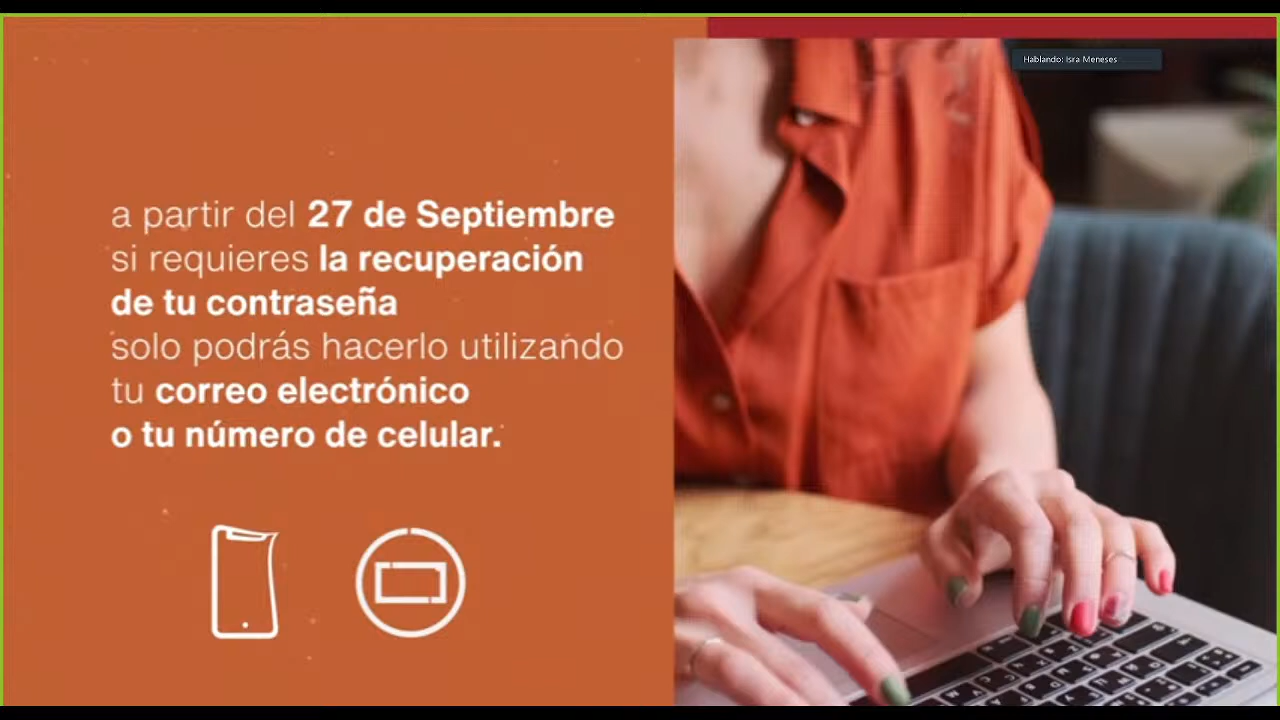 Hablando: Isra Meneses
a partir del 27 de Septiembre
si requieres la recuperación
de tu contraseña
solo podrás hacerlo utilizando
tu correo electrónico
o tu número de celular.